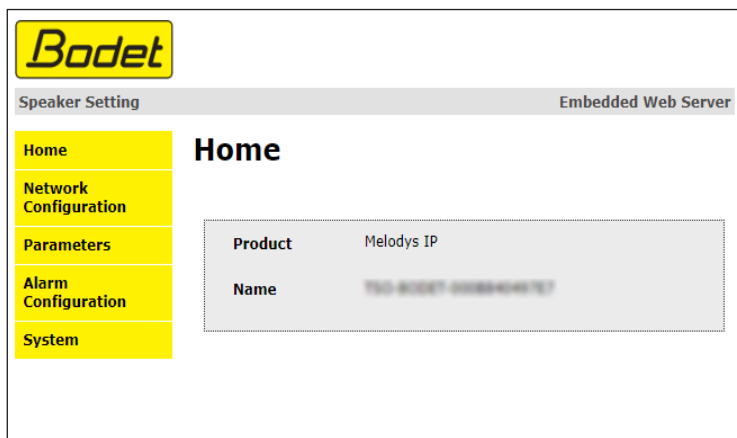 Bodet
Speaker Setting Embedded Web Server
Home
Network
Configuration
Parameters
Alarm
Configuration
System
Home
Product Melodys IP
Name